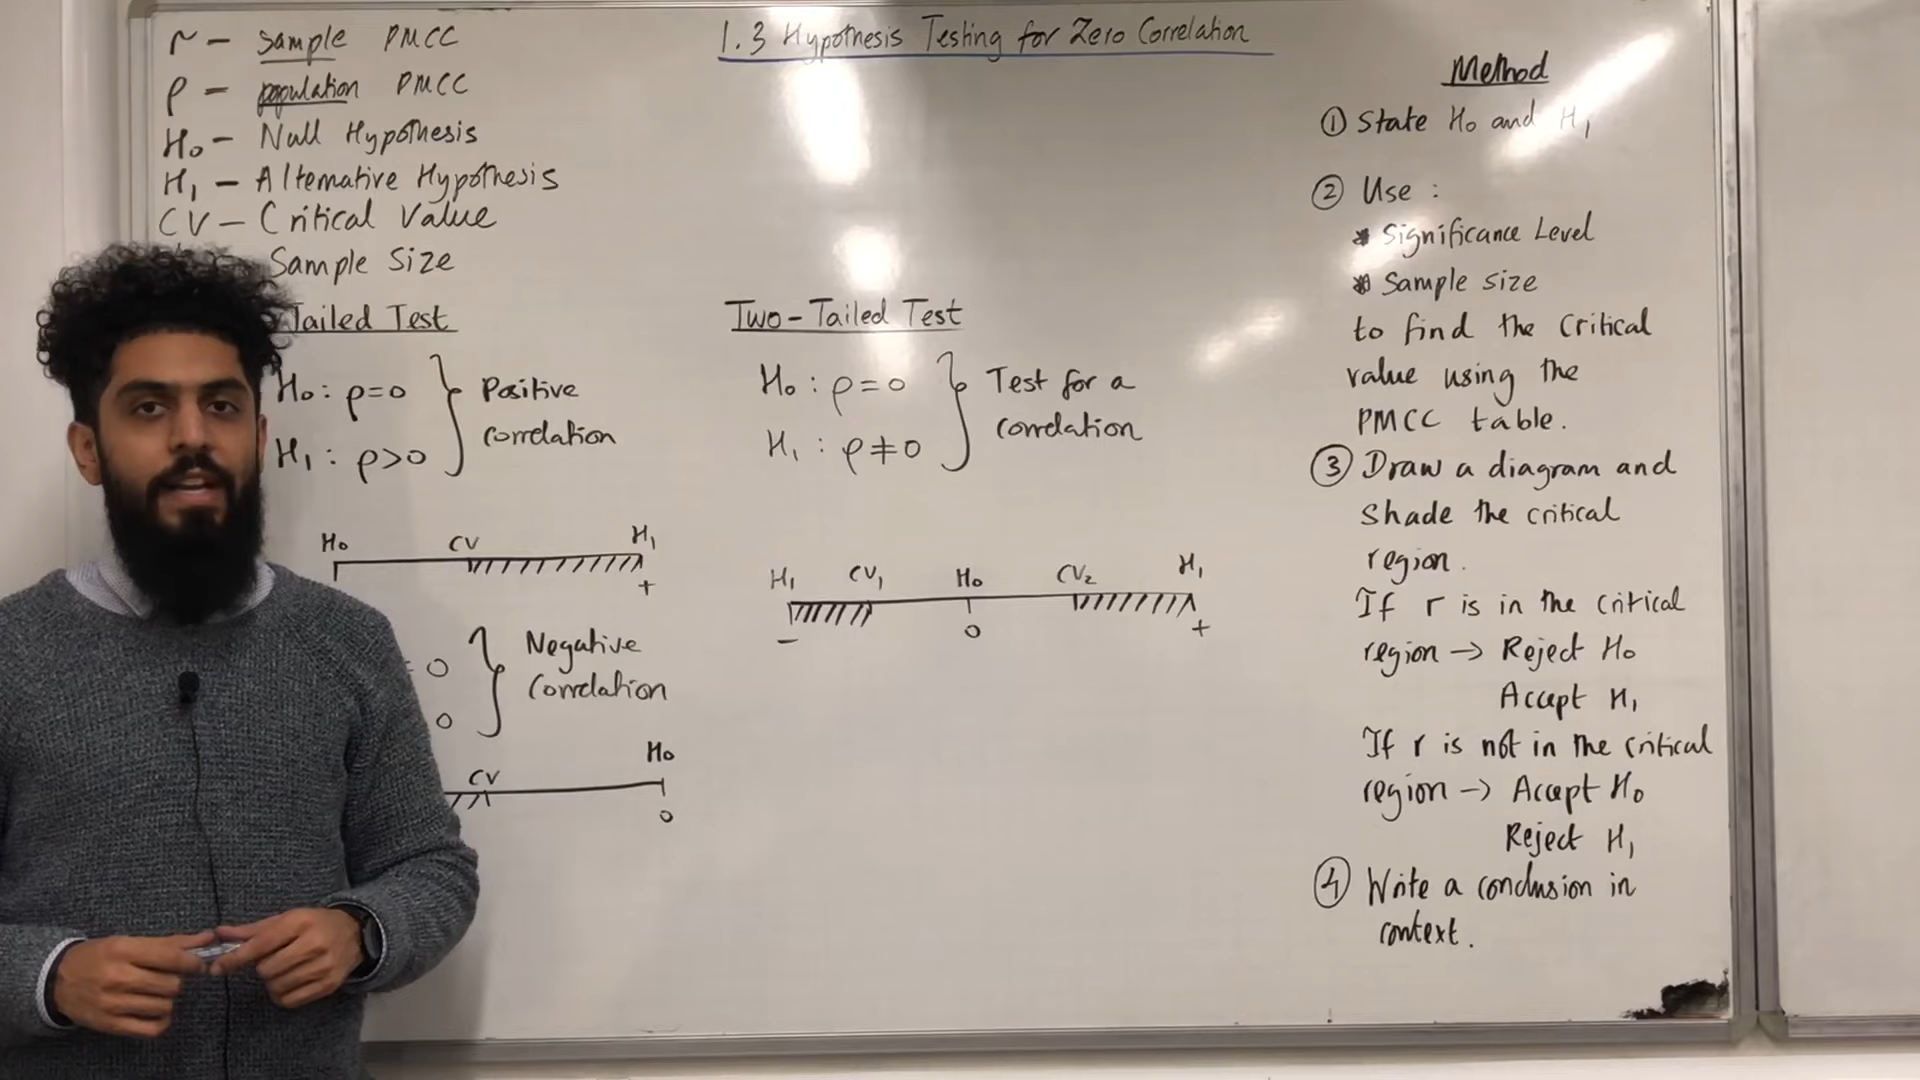 1.3 Hypothesis Testing for Zero Correlation
r – Sample PMCC
ρ – population PMCC
H₀ – Null Hypothesis
H₁ – Alternative Hypothesis
CV – Critical Value
Sample Size
Tailed Test
H₀ : ρ=0
H₁ : ρ>0
Positive
correlation
H₀ CV H₁
+
= 0
0
Negative
Correlation
H₀
CV
0
Two-Tailed Test
H₀ : ρ=0
H₁ : ρ≠0
Test for a
correlation
H₁ CV₁ H₀ CV₂ H₁
– 0 +
Method
① State H₀ and H₁
② Use :
* Significance Level
* Sample size
to find the critical
value using the
PMCC table.
③ Draw a diagram and
Shade the critical
region.
If r is in the critical
region → Reject H₀
Accept H₁
If r is not in the critical
region → Accept H₀
Reject H₁
④ Write a conclusion in
context.